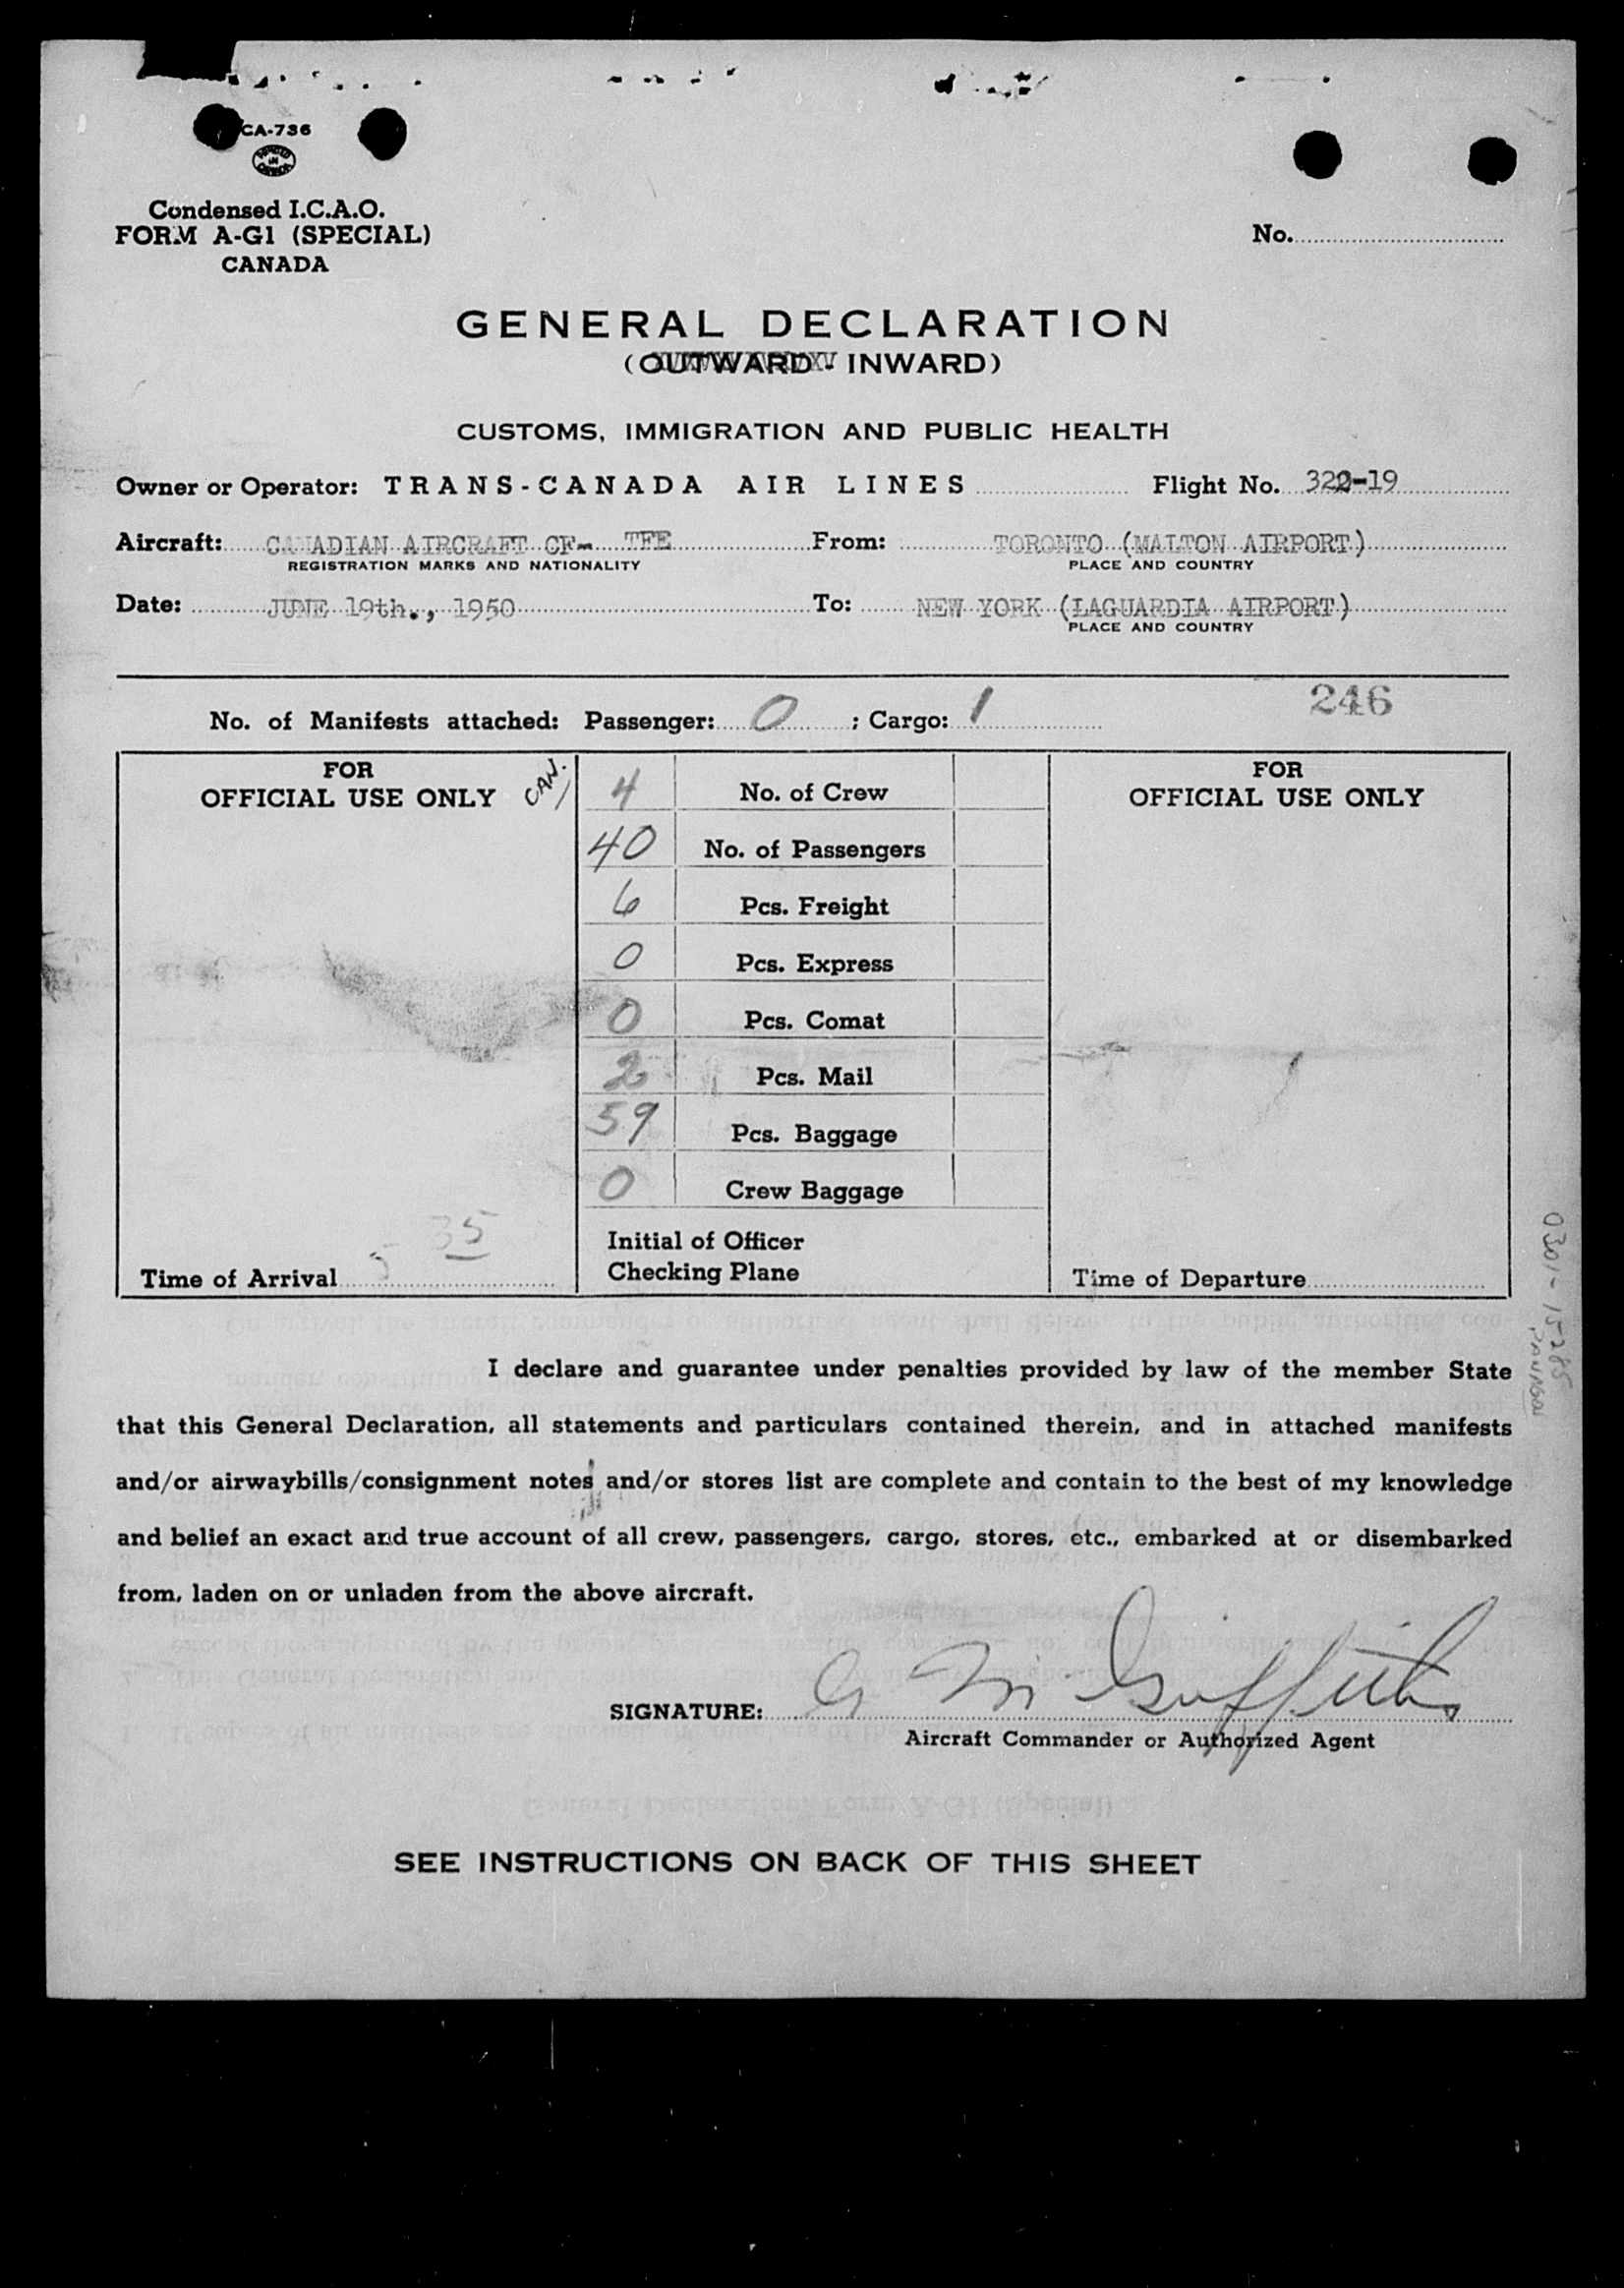 CA-736
Condensed I.C.A.O.
FORM A-G1 (SPECIAL)
CANADA
No.
GENERAL DECLARATION
(OUTWARD - INWARD)
CUSTOMS, IMMIGRATION AND PUBLIC HEALTH
Owner or Operator: TRANS-CANADA AIR LINES Flight No. 322-19
Aircraft: CANADIAN AIRCRAFT CF- TFE From: TORONTO (MALTON AIRPORT)
REGISTRATION MARKS AND NATIONALITY PLACE AND COUNTRY
Date: JUNE 19th., 1950 To: NEW YORK (LAGUARDIA AIRPORT)
PLACE AND COUNTRY
246
No. of Manifests attached: Passenger: 0 ; Cargo: 1
FOR
OFFICIAL USE ONLY
CAN.
4 No. of Crew
40 No. of Passengers
6 Pcs. Freight
0 Pcs. Express
0 Pcs. Comat
2 Pcs. Mail
59 Pcs. Baggage
0 Crew Baggage
Initial of Officer
Checking Plane
Time of Arrival 5 35
FOR
OFFICIAL USE ONLY
Time of Departure
I declare and guarantee under penalties provided by law of the member State
that this General Declaration, all statements and particulars contained therein, and in attached manifests
and/or airwaybills/consignment notes and/or stores list are complete and contain to the best of my knowledge
and belief an exact and true account of all crew, passengers, cargo, stores, etc., embarked at or disembarked
from, laden on or unladen from the above aircraft.
SIGNATURE: G M Griffith
Aircraft Commander or Authorized Agent
SEE INSTRUCTIONS ON BACK OF THIS SHEET
0301-15285